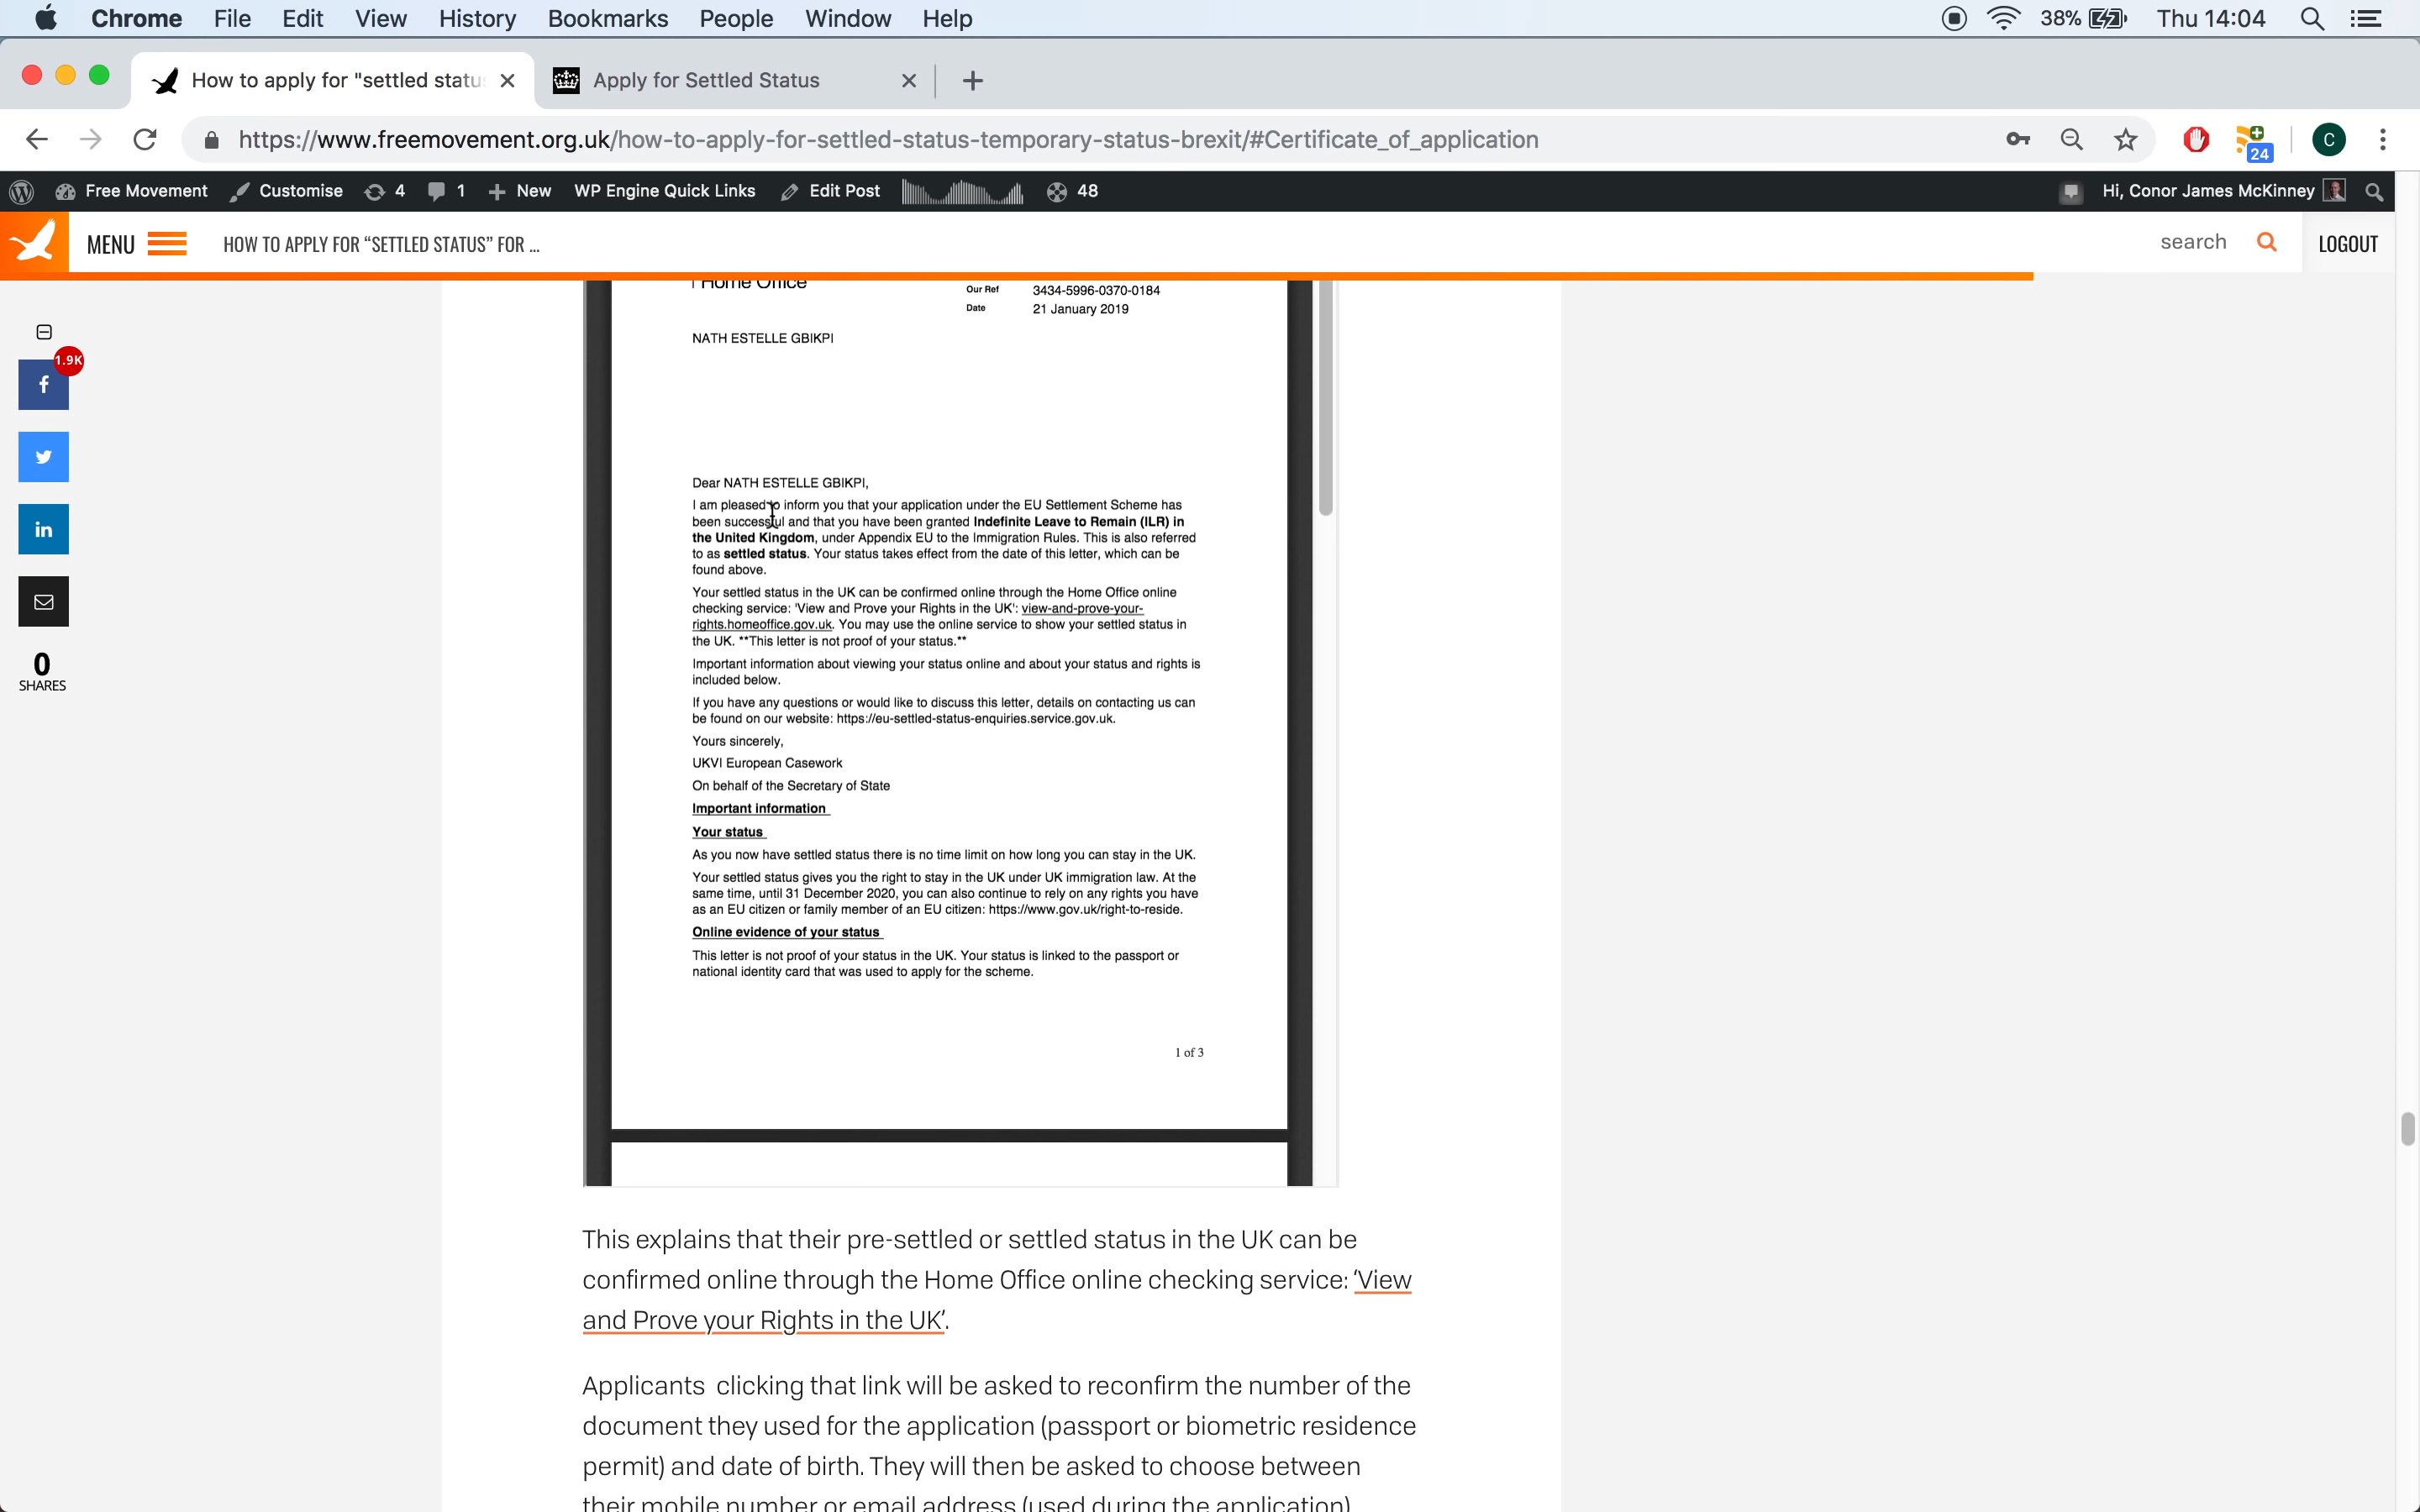 Chrome File Edit View History Bookmarks People Window Help 38% Thu 14:04
How to apply for "settled statu Apply for Settled Status
https://www.freemovement.org.uk/how-to-apply-for-settled-status-temporary-status-brexit/#Certificate_of_application 24 C
Free Movement Customise 4 1 New WP Engine Quick Links Edit Post 48 Hi, Conor James McKinney
MENU HOW TO APPLY FOR “SETTLED STATUS” FOR ... search LOGOUT
Home Office
Our Ref 3434-5996-0370-0184
Date 21 January 2019
NATH ESTELLE GBIKPI
1.9K
f
in
0
SHARES
Dear NATH ESTELLE GBIKPI,
I am pleased to inform you that your application under the EU Settlement Scheme has
been successful and that you have been granted Indefinite Leave to Remain (ILR) in
the United Kingdom, under Appendix EU to the Immigration Rules. This is also referred
to as settled status. Your status takes effect from the date of this letter, which can be
found above.
Your settled status in the UK can be confirmed online through the Home Office online
checking service: 'View and Prove your Rights in the UK': view-and-prove-your-
rights.homeoffice.gov.uk. You may use the online service to show your settled status in
the UK. **This letter is not proof of your status.**
Important information about viewing your status online and about your status and rights is
included below.
If you have any questions or would like to discuss this letter, details on contacting us can
be found on our website: https://eu-settled-status-enquiries.service.gov.uk.
Yours sincerely,
UKVI European Casework
On behalf of the Secretary of State
Important information
Your status
As you now have settled status there is no time limit on how long you can stay in the UK.
Your settled status gives you the right to stay in the UK under UK immigration law. At the
same time, until 31 December 2020, you can also continue to rely on any rights you have
as an EU citizen or family member of an EU citizen: https://www.gov.uk/right-to-reside.
Online evidence of your status
This letter is not proof of your status in the UK. Your status is linked to the passport or
national identity card that was used to apply for the scheme.
1 of 3
This explains that their pre-settled or settled status in the UK can be
confirmed online through the Home Office online checking service: ‘View
and Prove your Rights in the UK’.
Applicants clicking that link will be asked to reconfirm the number of the
document they used for the application (passport or biometric residence
permit) and date of birth. They will then be asked to choose between
their mobile number or email address (used during the application)